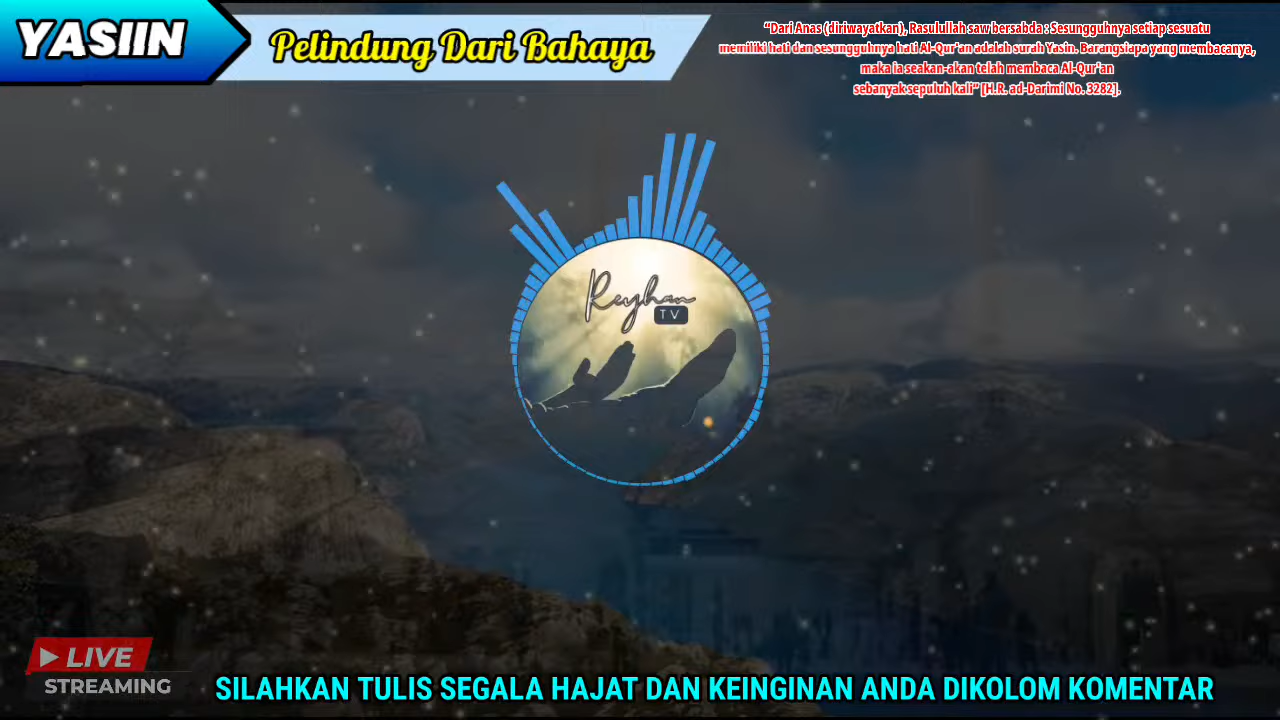 YASIIN
Pelindung Dari Bahaya
“Dari Anas (diriwayatkan), Rasulullah saw bersabda : Sesungguhnya setiap sesuatu
memiliki hati dan sesungguhnya hati Al-Qur'an adalah surah Yasin. Barangsiapa yang membacanya,
maka ia seakan-akan telah membaca Al-Qur'an
sebanyak sepuluh kali” [H.R. ad-Darimi No. 3282].
Reyhan
TV
LIVE
STREAMING
SILAHKAN TULIS SEGALA HAJAT DAN KEINGINAN ANDA DIKOLOM KOMENTAR